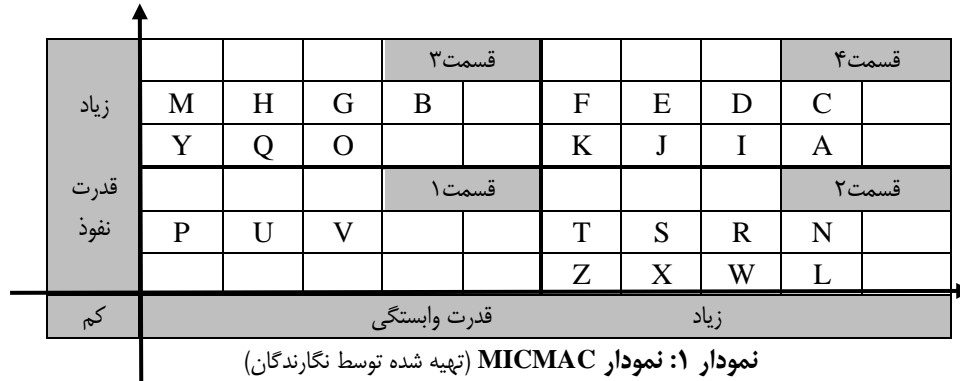 قسمت۳ قسمت۴
زیاد M H G B F E D C
Y Q O K J I A
قدرت قسمت۱ قسمت۲
نفوذ P U V T S R N
Z X W L
کم قدرت وابستگی زیاد
نمودار ۱: نمودار MICMAC (تهیه شده توسط نگارندگان)